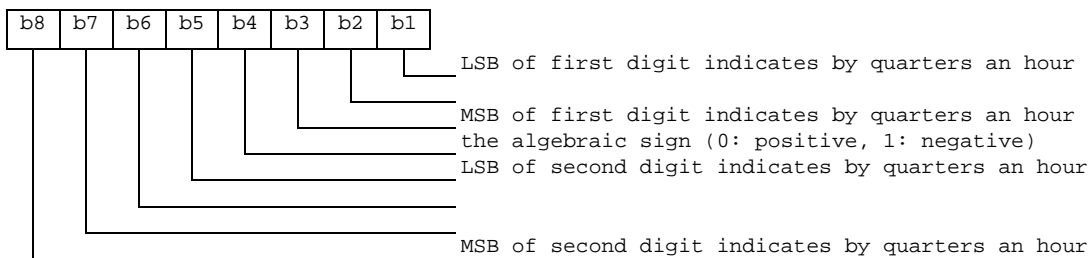 b8 b7 b6 b5 b4 b3 b2 b1
LSB of first digit indicates by quarters an hour
MSB of first digit indicates by quarters an hour
the algebraic sign (0: positive, 1: negative)
LSB of second digit indicates by quarters an hour
MSB of second digit indicates by quarters an hour